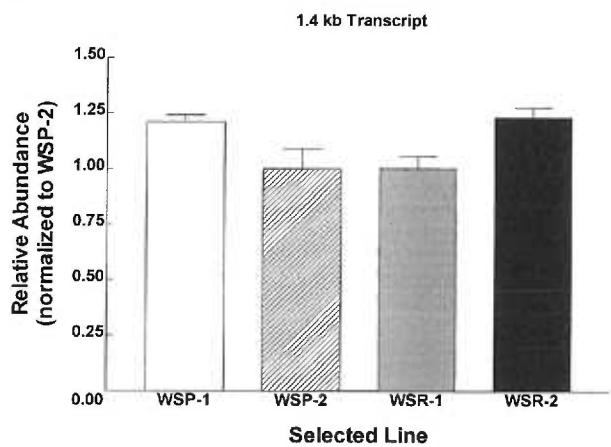 1.4 kb Transcript
Relative Abundance
(normalized to WSP-2)
1.50
1.25
1.00
0.75
0.50
0.25
0.00
WSP-1 WSP-2 WSR-1 WSR-2
Selected Line